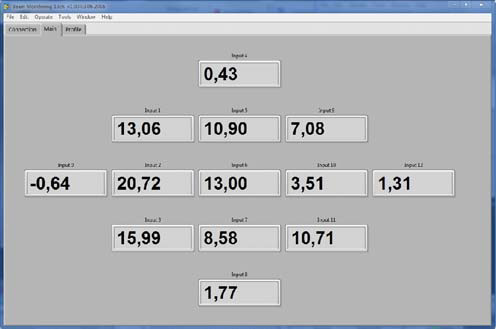 File Edit Operate Tools Window Help
Connection Main Profile
Input 4
0,43
Input 1 Input 5 Input 9
13,06 10,90 7,08
Input 0 Input 2 Input 6 Input 10 Input 12
-0,64 20,72 13,00 3,51 1,31
Input 3 Input 7 Input 11
15,99 8,58 10,71
Input 8
1,77